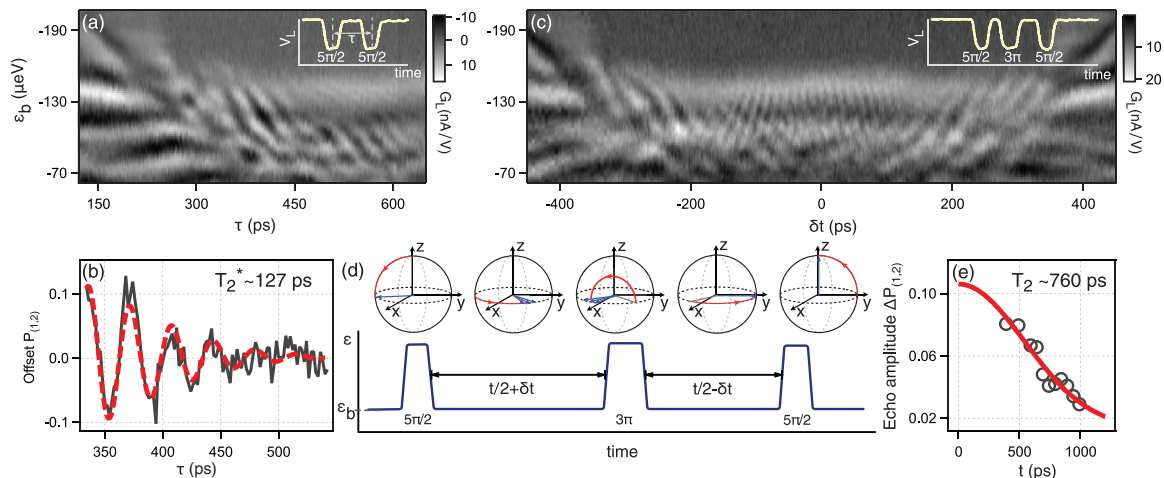 (a)
-190
-130
-70
ε_b (μeV)
V_L
τ
5π/2 5π/2
time
-10
0
10
G_L (nA/V)
150 300 450 600
τ (ps)
(c)
V_L
5π/2 3π 5π/2
time
-190
-130
-70
10
20
G_L (nA/V)
-400 -200 0 200 400
δt (ps)
(b)
T₂* ~127 ps
Offset P_(1,2)
0.1
0.0
-0.1
350 400 450 500
τ (ps)
(d)
z z z z z
y y y y y
x x x x x
ε
t/2+δt t/2-δt
ε_b
5π/2 3π 5π/2
time
(e)
T₂ ~760 ps
Echo amplitude ΔP_(1,2)
0.10
0.06
0.02
0 500 1000
t (ps)